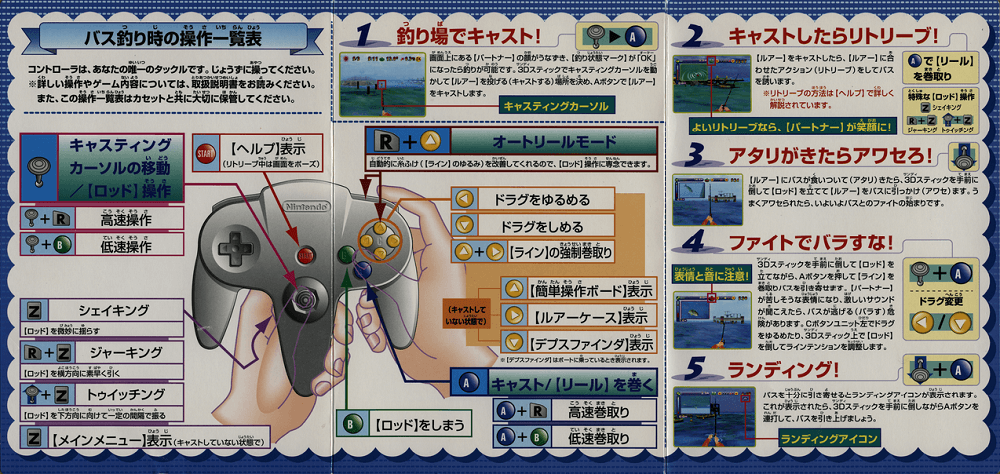 バス釣り時の操作一覧表
コントローラは、あなたの唯一のタックルです。じょうずに操ってください。
※詳しい操作やゲーム内容については、取扱説明書をお読みください。
また、この操作一覧表はカセットと共に大切に保管してください。
キャスティング
カーソルの移動
/【ロッド】操作
+R
高速操作
+B
低速操作
START
【ヘルプ】表示
(リトリーブ中は画面をポーズ)
Z
シェイキング
【ロッド】を微妙に揺らす
R+Z
ジャーキング
【ロッド】を横方向に素早く引く
+Z
トゥイッチング
【ロッド】を下方向に向けて一定の間隔で振る
Z
【メインメニュー】表示(キャストしていない状態で)
1
釣り場でキャスト!
▶A
画面上にある【パートナー】の顔がうなずき、【釣り状態マーク】が「OK」
になったら釣りが可能です。3Dスティックでキャスティングカーソルを動
かして【ルアー】を投げる(キャストする)場所を決め、Aボタンで【ルアー】
をキャストします。
キャスティングカーソル
R+
オートリールモード
自動的に糸ふけ(【ライン】のゆるみ)を改善してくれるので、【ロッド】操作に専念できます。
Nintendo
ドラグをゆるめる
ドラグをしめる
+
【ライン】の強制巻取り
(キャストして
いない状態で)
【簡単操作ボード】表示
【ルアーケース】表示
【デプスファインダ】表示
※【デプスファインダ】はボートに乗っているとき表示されます。
A
キャスト/【リール】を巻く
A+R
高速巻取り
A+B
低速巻取り
B
【ロッド】をしまう
2
キャストしたらリトリーブ!
【ルアー】をキャストしたら、【ルアー】に合
わせたアクション(リトリーブ)をしてバス
を誘います。
※リトリーブの方法は【ヘルプ】で詳しく
解説されています。
よいリトリーブなら、【パートナー】が笑顔に!
Aで【リール】
を巻取り
特殊な【ロッド】操作
Z シェイキング
R+Z
ジャーキング
+Z
トゥイッチング
3
アタリがきたらアワセろ!
【ルアー】にバスが食いついて(アタリ)きたら、3Dスティックを手前に
倒して【ロッド】を立てて【ルアー】をバスに引っかけ(アワセ)ます。う
まくアワセられたら、いよいよバスとのファイトの始まりです。
4
ファイトでバラすな!
表情と音に注意!
3Dスティックを手前に倒して【ロッド】を
立てながら、Aボタンを押して【ライン】を
巻取りバスを引き寄せます。【パートナー】
が苦しそうな表情になり、激しいサウンド
が聞こえたら、バスが逃げる(バラす)危
険があります。Cボタンユニット左右でドラ
グをゆるめたり、3Dスティック上で【ロッド】
を倒してラインテンションを調整します。
+A
ドラグ変更
/
5
ランディング!
+A
バスを十分に引き寄せるとランディングアイコンが表示されます。
これが表示されたら、3Dスティックを手前に倒しながらAボタンを
連打して、バスを引き上げましょう。
ランディングアイコン